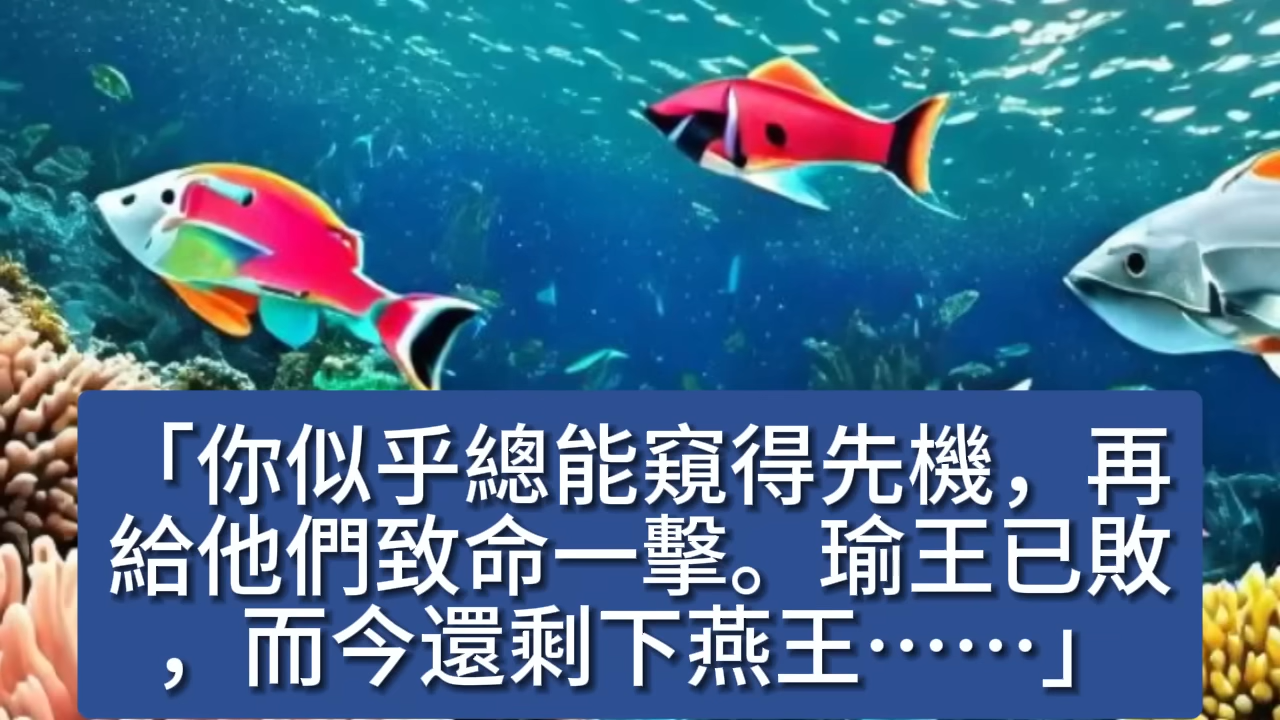 「你似乎總能窺得先機，再
給他們致命一擊。瑜王已敗
，而今還剩下燕王……」